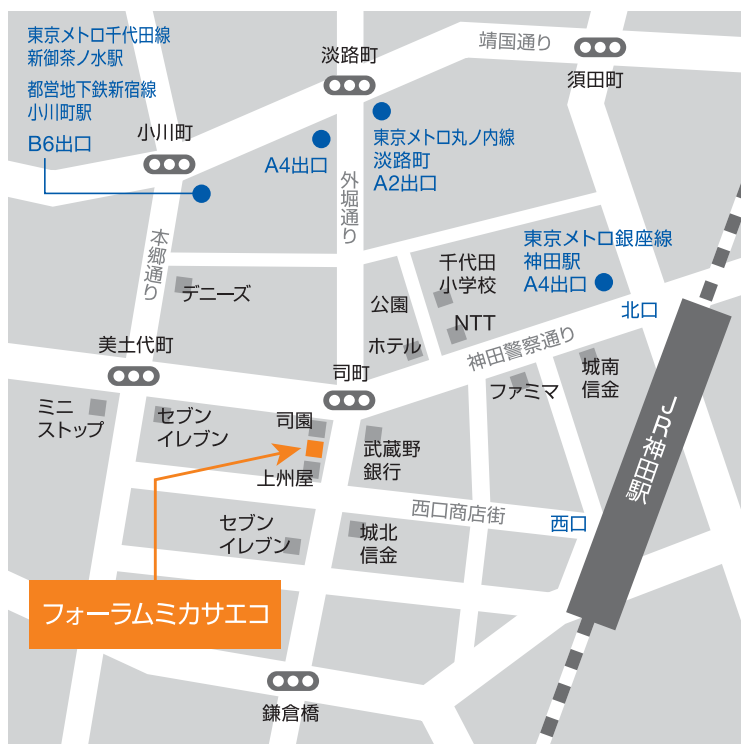 東京メトロ千代田線
新御茶ノ水駅
都営地下鉄新宿線
小川町駅
B6出口
淡路町
靖国通り
須田町
小川町
A4出口
東京メトロ丸ノ内線
淡路町
A2出口
外堀通り
本郷通り
デニーズ
千代田
小学校
東京メトロ銀座線
神田駅
A4出口
公園
NTT
北口
ホテル
神田警察通り
美土代町
司町
ファミマ
城南
信金
ミニ
ストップ
セブン
イレブン
司園
上州屋
武蔵野
銀行
JR神田駅
西口商店街
西口
セブン
イレブン
城北
信金
フォーラムミカサエコ
鎌倉橋